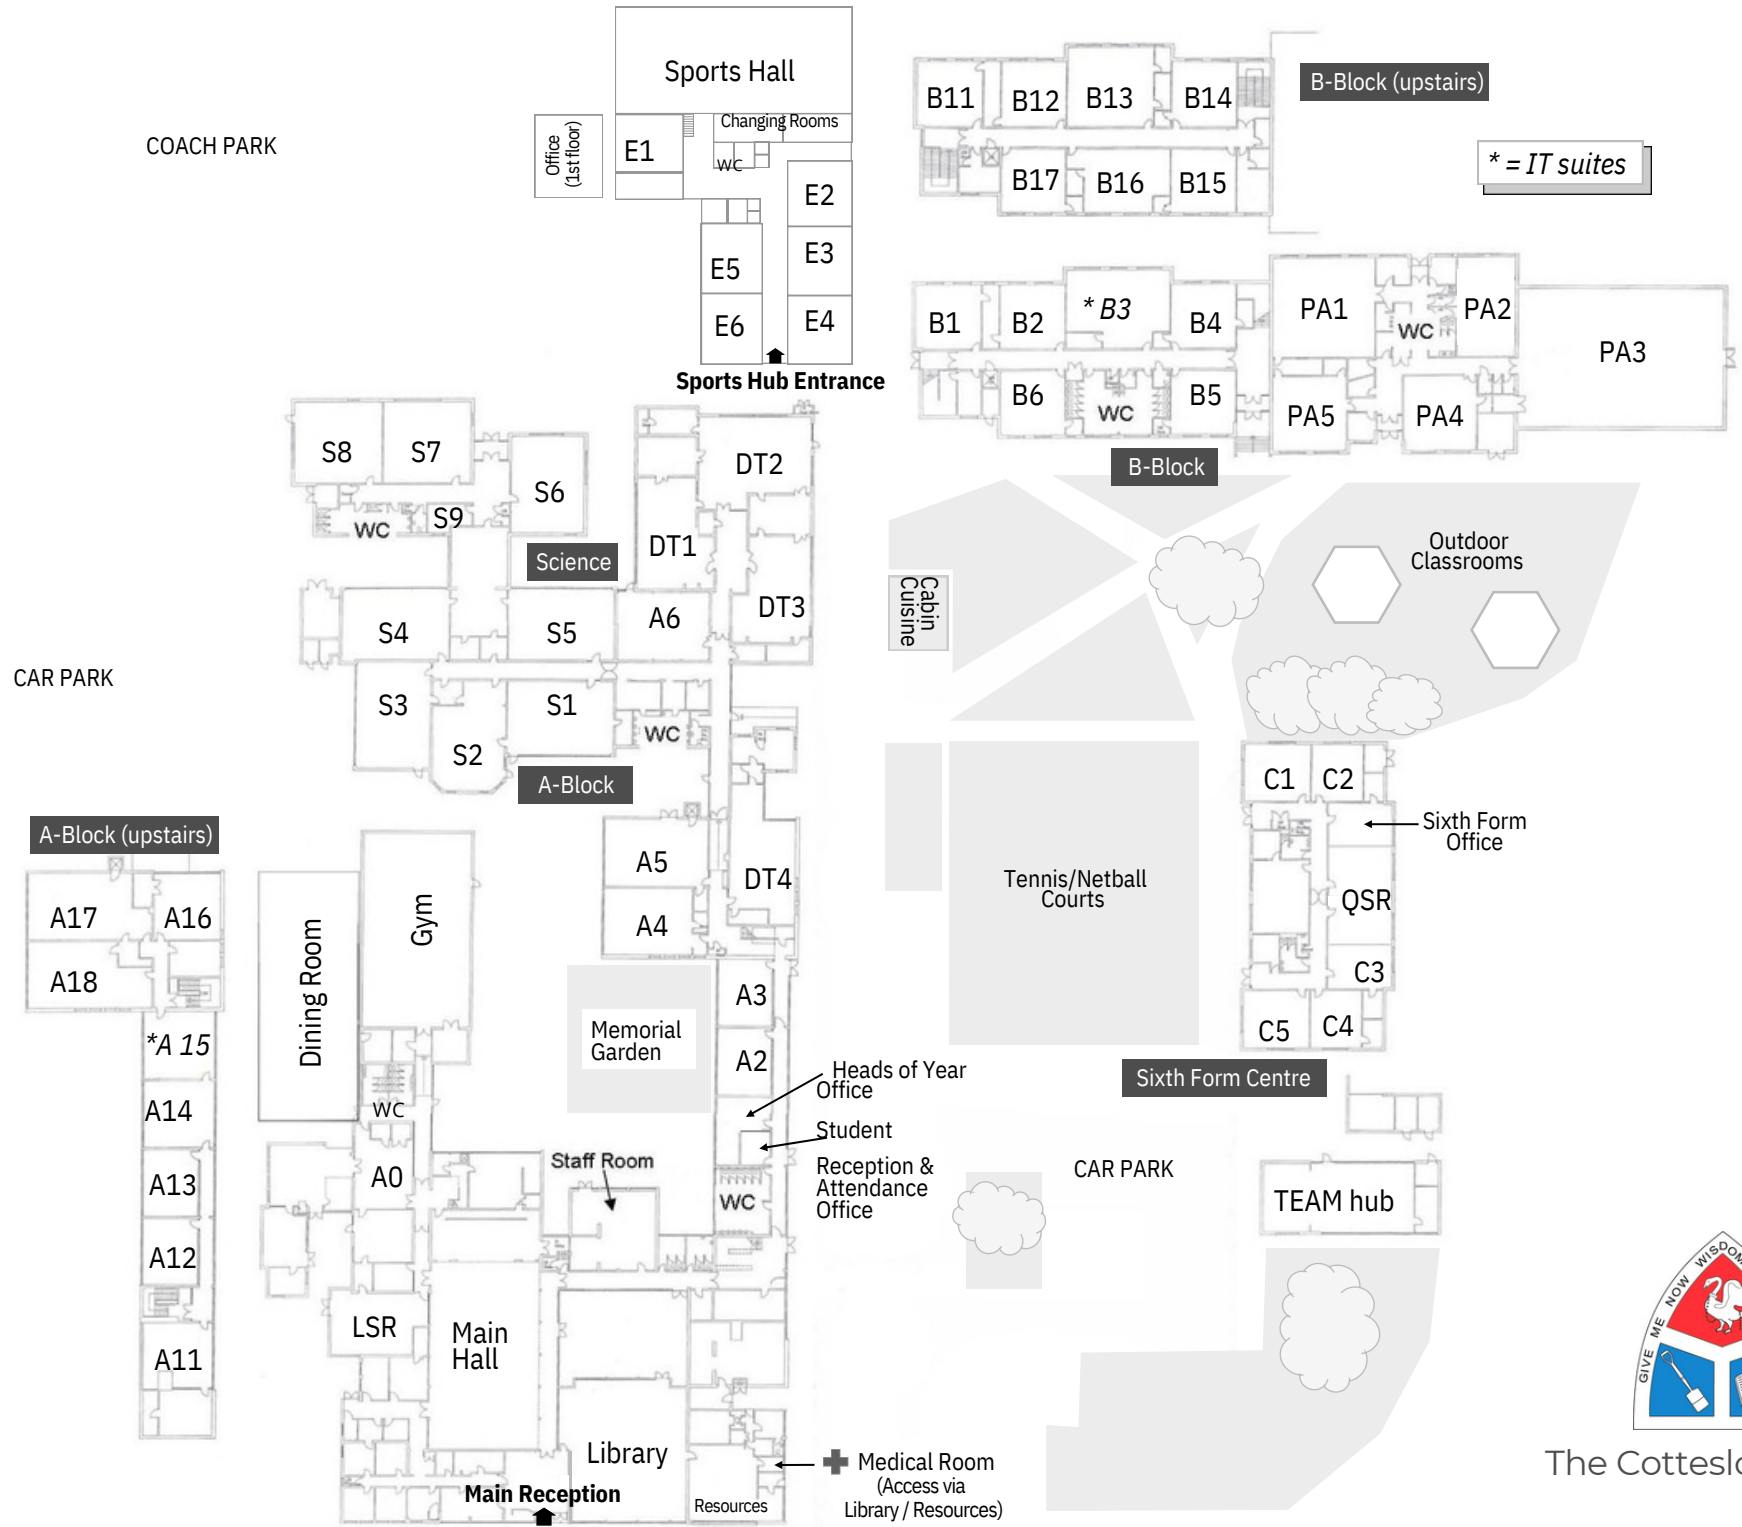 Sports Hall
Changing Rooms
COACH PARK
Office
(1st floor)
E1
WC
E2
E3
E4
E5
E6
Sports Hub Entrance
B-Block (upstairs)
B11
B12
B13
B14
B17
B16
B15
* = IT suites
B1
B2
* B3
B4
B6
WC
B5
PA1
WC
PA2
PA3
PA5
PA4
B-Block
S8
S7
S6
S9
WC
Science
DT2
DT1
DT3
S4
S5
A6
CAR PARK
S3
S1
S2
WC
A-Block
Cabin
Cuisine
Outdoor
Classrooms
A-Block (upstairs)
A17
A16
A18
*A 15
A14
A13
A12
A11
Dining Room
Gym
A5
A4
DT4
Memorial
Garden
A3
A2
Tennis/Netball
Courts
C1
C2
Sixth Form
Office
QSR
C3
C5
C4
Sixth Form Centre
Heads of Year
Office
Student
Reception &
Attendance
Office
WC
A0
Staff Room
WC
CAR PARK
TEAM hub
LSR
Main
Hall
Library
Resources
Main Reception
Medical Room
(Access via
Library / Resources)
GIVE ME NOW WISDOM
The Cotteslo